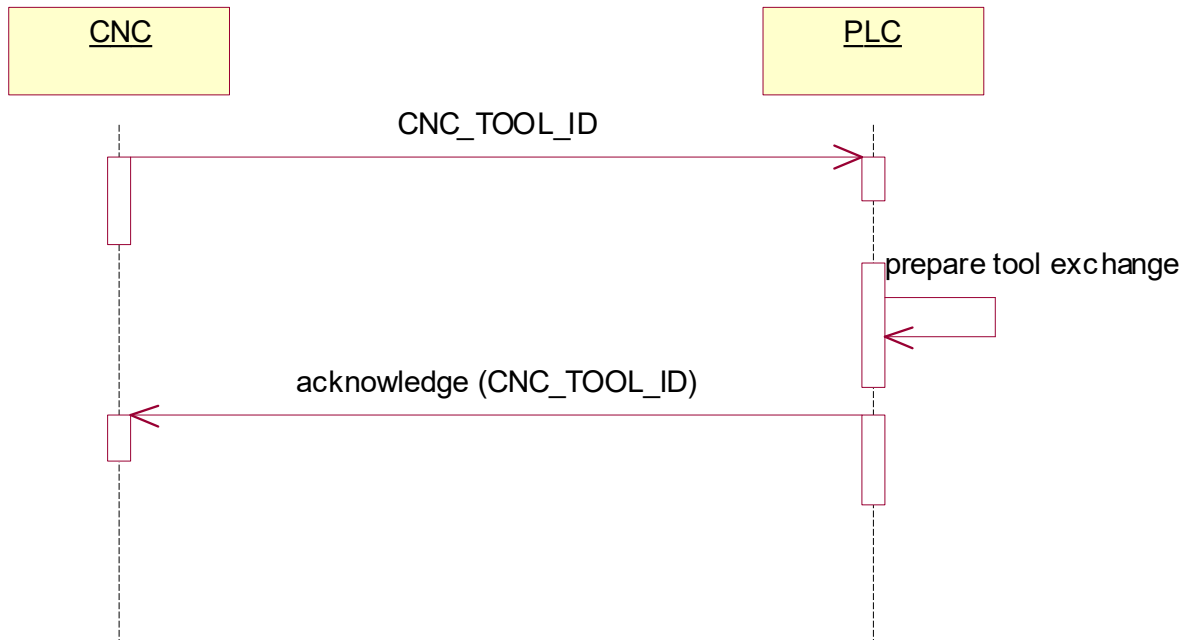 CNC
PLC
CNC_TOOL_ID
prepare tool exchange
acknowledge (CNC_TOOL_ID)